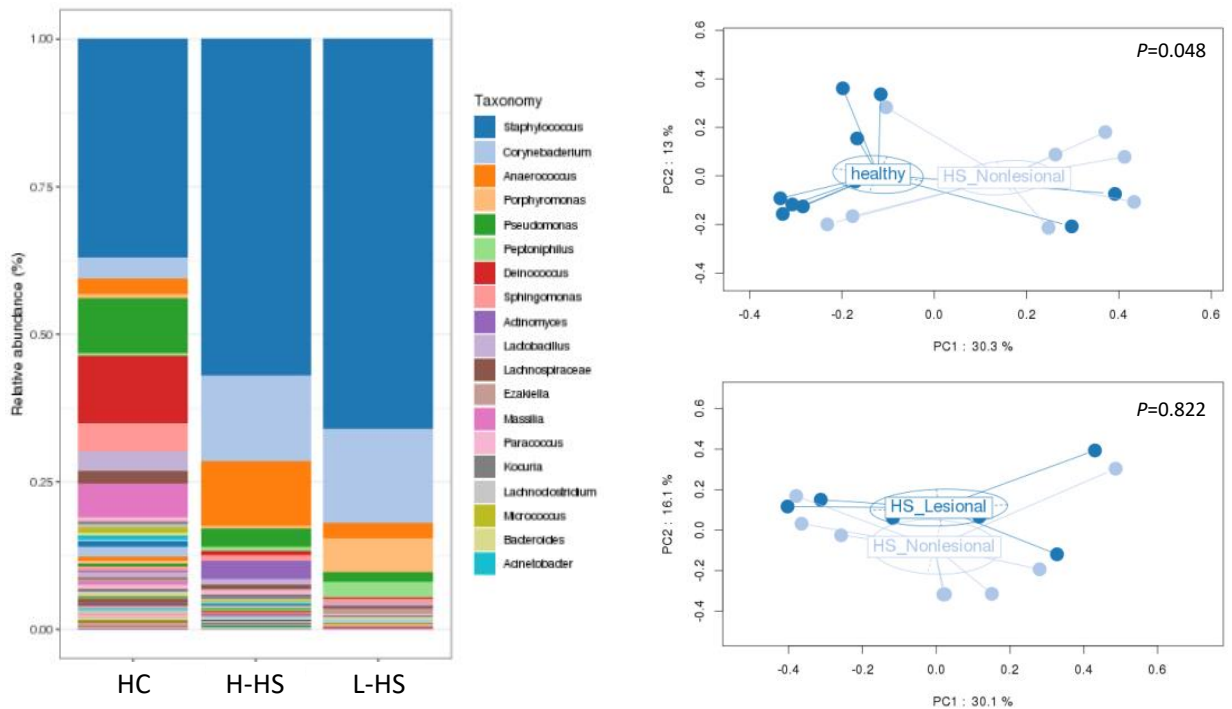 1.00
0.75
0.50
0.25
0.00
Relative abundance (%)
HC
H-HS
L-HS
Taxonomy
Staphylococcus
Corynebacterium
Anaerococcus
Porphyromonas
Pseudomonas
Peptoniphilus
Deinococcus
Sphingomonas
Actinomyces
Lactobacillus
Lachnospiraceae
Ezakiella
Massilia
Paracoccus
Kocuria
Lachnoclostridium
Micrococcus
Bacteroides
Acinetobacter
P=0.048
0.6
0.4
0.2
0.0
-0.2
-0.4
PC2 : 13 %
healthy
HS_Nonlesional
-0.4
-0.2
0.0
0.2
0.4
0.6
PC1 : 30.3 %
P=0.822
0.6
0.4
0.2
0.0
-0.2
-0.4
PC2 : 16.1 %
HS_Lesional
HS_Nonlesional
-0.4
-0.2
0.0
0.2
0.4
0.6
PC1 : 30.1 %